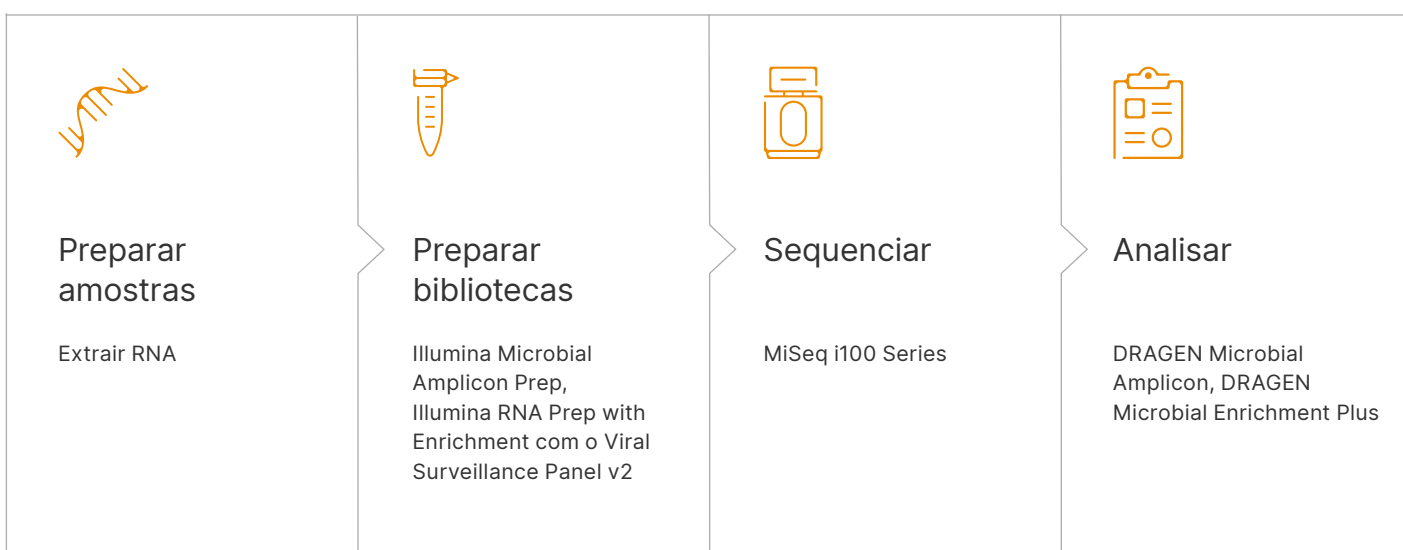 Preparar
amostras
Extrair RNA
Preparar
bibliotecas
Illumina Microbial
Amplicon Prep,
Illumina RNA Prep with
Enrichment com o Viral
Surveillance Panel v2
Sequenciar
MiSeq i100 Series
Analisar
DRAGEN Microbial
Amplicon, DRAGEN
Microbial Enrichment Plus